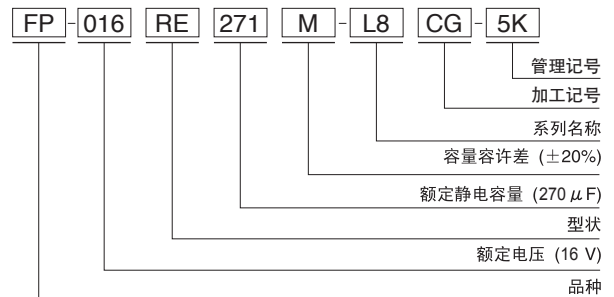 FP-016 RE 271 M-L8 CG-5K
管理记号
加工记号
系列名称
容量容许差 (±20%)
额定静电容量 (270 μF)
型状
额定电压 (16 V)
品种